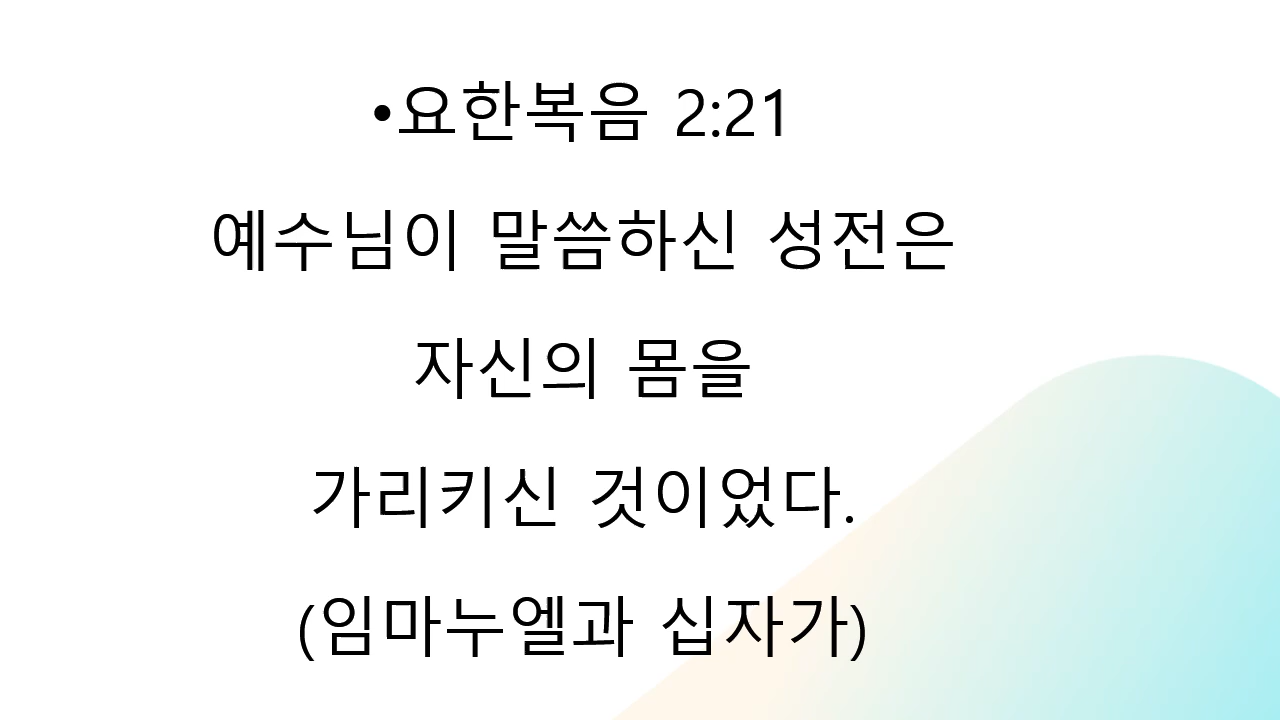 •요한복음 2:21
예수님이 말씀하신 성전은
자신의 몸을
가리키신 것이었다.
(임마누엘과 십자가)